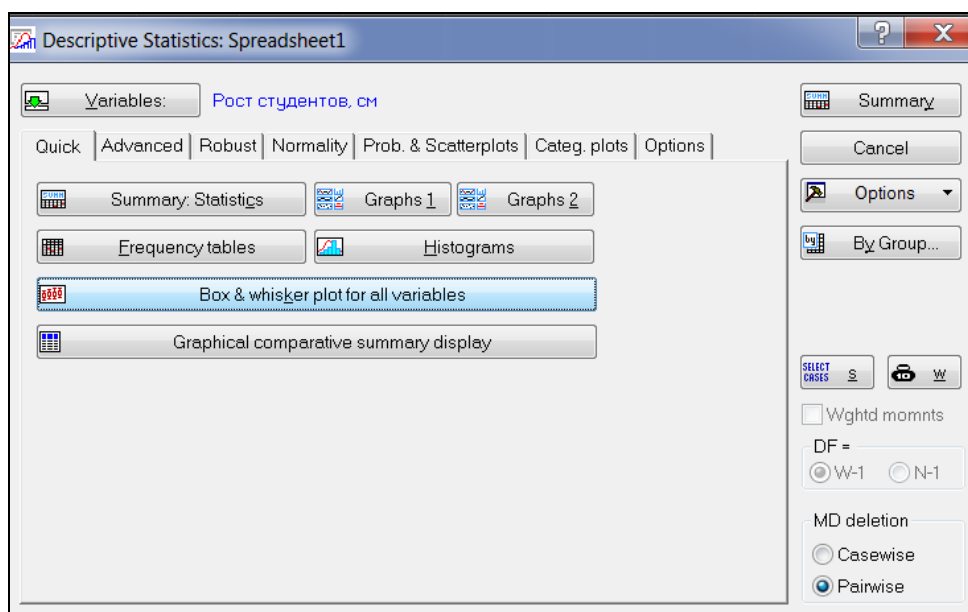 Descriptive Statistics: Spreadsheet1
? X
Variables: Рост студентов, см
Summary
Quick Advanced Robust Normality Prob. & Scatterplots Categ. plots Options
Cancel
Summary: Statistics Graphs 1 Graphs 2
Options
Frequency tables Histograms
By Group...
Box & whisker plot for all variables
Graphical comparative summary display
SELECT CASES S W
Wghtd momnts
DF =
W-1 N-1
MD deletion
Casewise
Pairwise